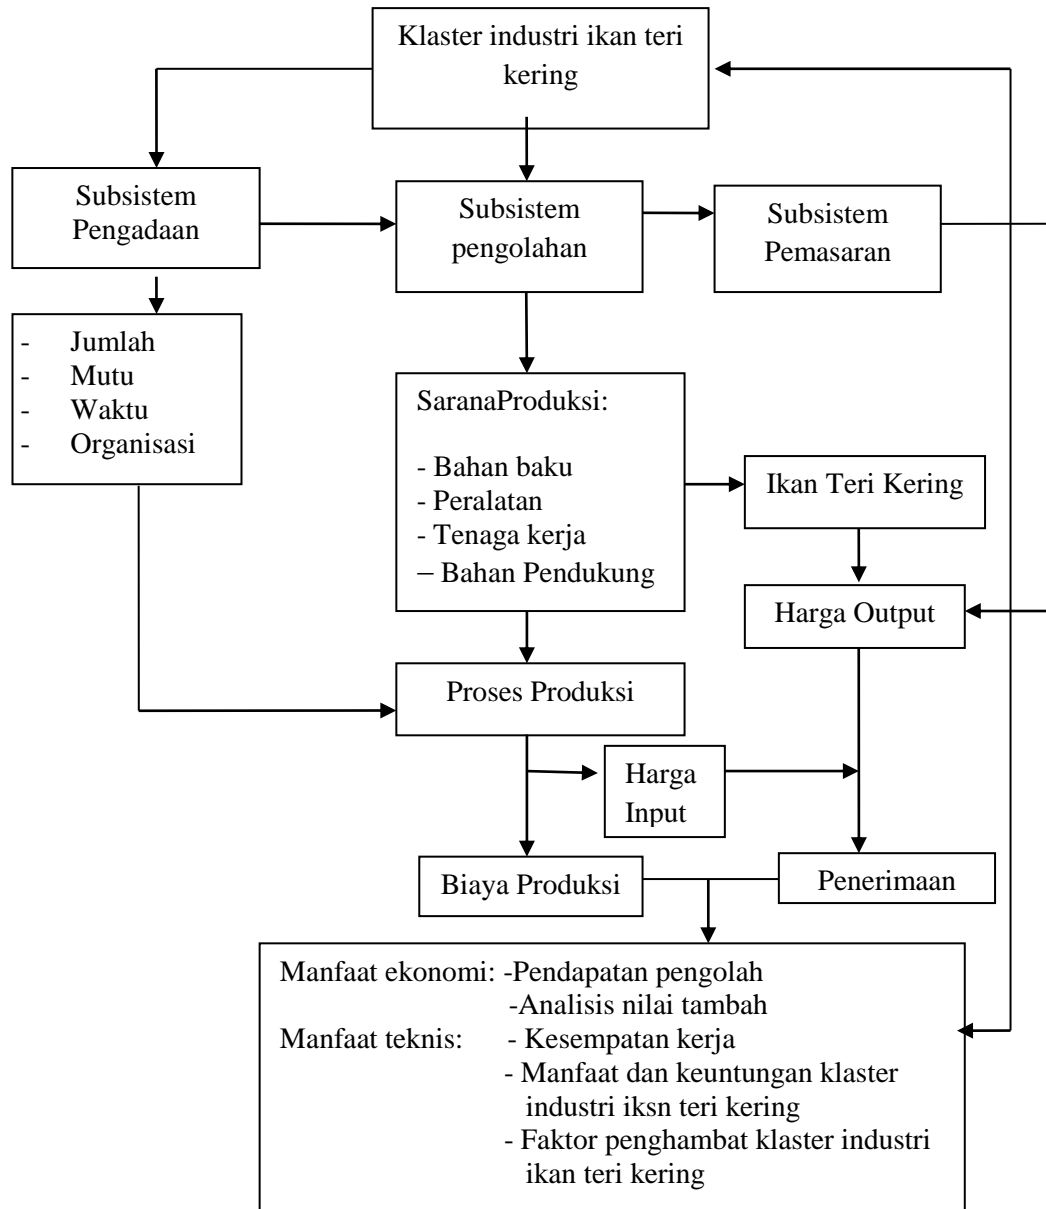 Klaster industri ikan teri
kering
Subsistem
Pengadaan
Subsistem
pengolahan
Subsistem
Pemasaran
- Jumlah
- Mutu
- Waktu
- Organisasi
SaranaProduksi:
- Bahan baku
- Peralatan
- Tenaga kerja
– Bahan Pendukung
Ikan Teri Kering
Harga Output
Proses Produksi
Harga
Input
Biaya Produksi
Penerimaan
Manfaat ekonomi: -Pendapatan pengolah
-Analisis nilai tambah
Manfaat teknis: - Kesempatan kerja
- Manfaat dan keuntungan klaster
industri iksn teri kering
- Faktor penghambat klaster industri
ikan teri kering